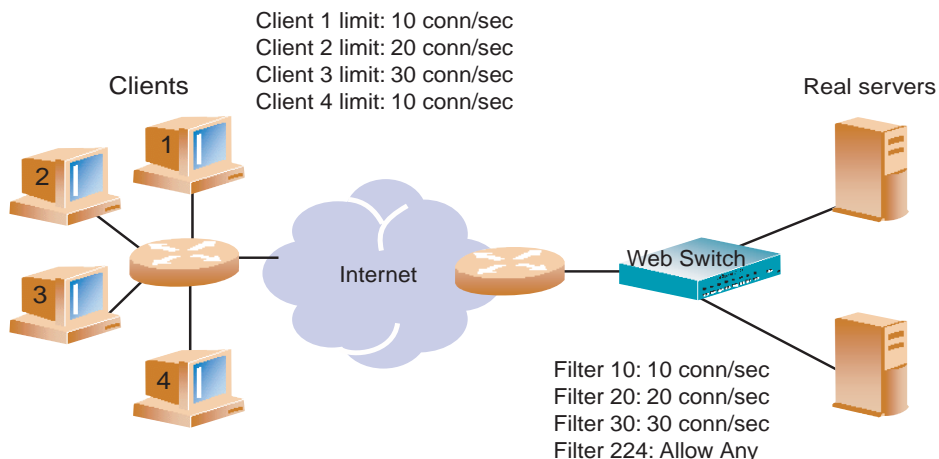 Client 1 limit: 10 conn/sec
Client 2 limit: 20 conn/sec
Client 3 limit: 30 conn/sec
Client 4 limit: 10 conn/sec
Clients
Real servers
1
2
3
4
Internet
Web Switch
Filter 10: 10 conn/sec
Filter 20: 20 conn/sec
Filter 30: 30 conn/sec
Filter 224: Allow Any